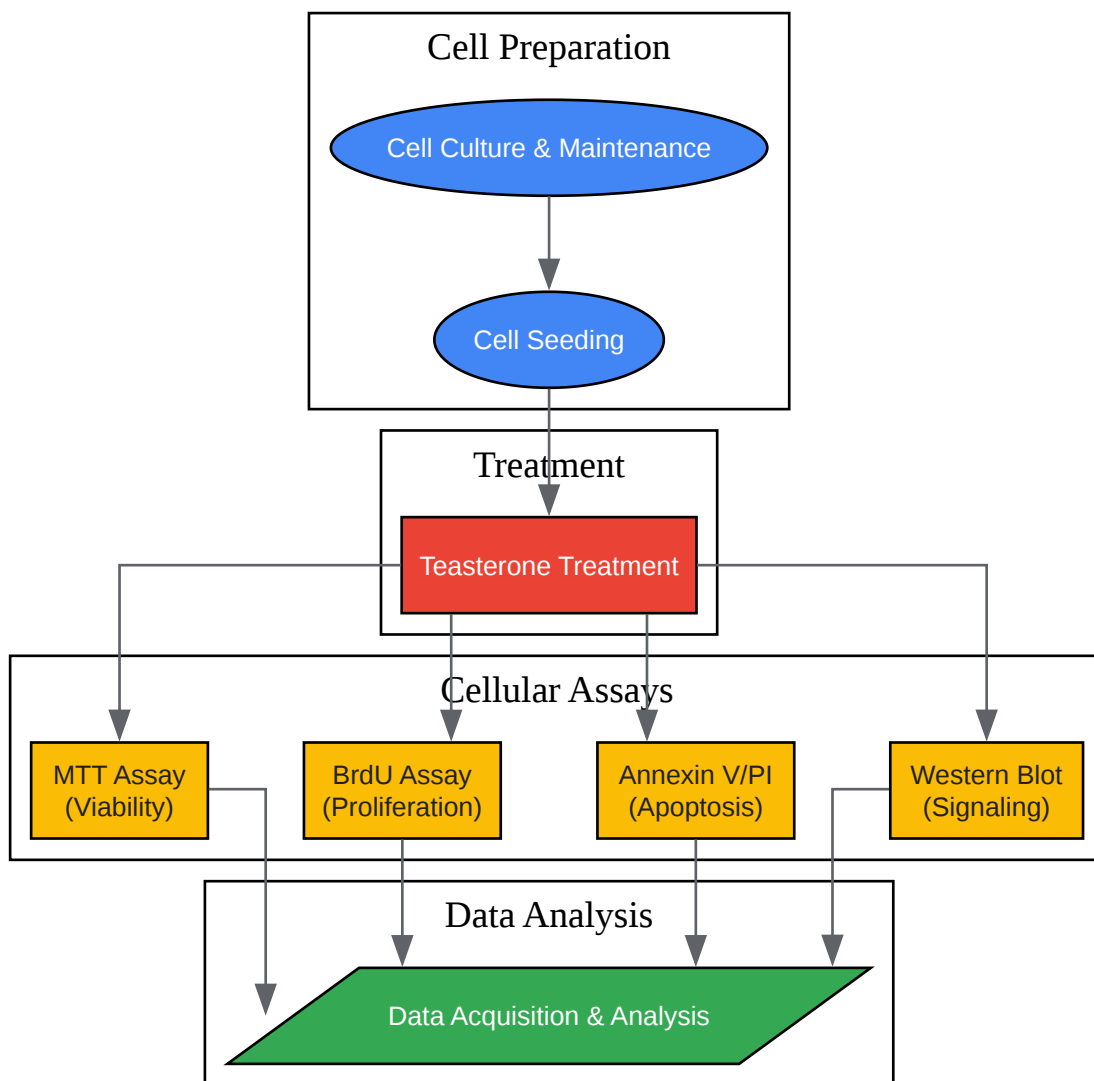 Cell Preparation
Cell Culture & Maintenance
Cell Seeding
Treatment
Teasterone Treatment
Cellular Assays
MTT Assay
(Viability)
BrdU Assay
(Proliferation)
Annexin V/PI
(Apoptosis)
Western Blot
(Signaling)
Data Analysis
Data Acquisition & Analysis